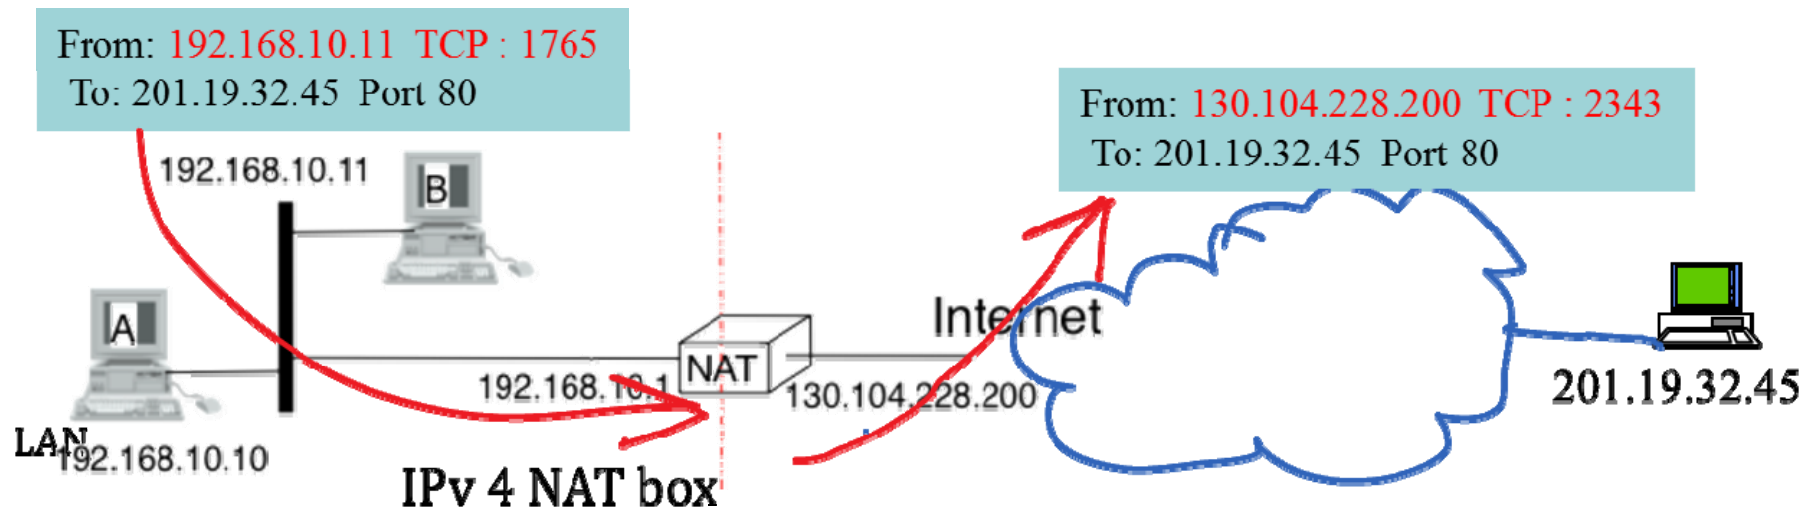 From: 192.168.10.11 TCP : 1765
To: 201.19.32.45 Port 80
From: 130.104.228.200 TCP : 2343
To: 201.19.32.45 Port 80
192.168.10.11
B
A
Internet
NAT
192.168.10.1
130.104.228.200
201.19.32.45
LAN
192.168.10.10
IPv 4 NAT box